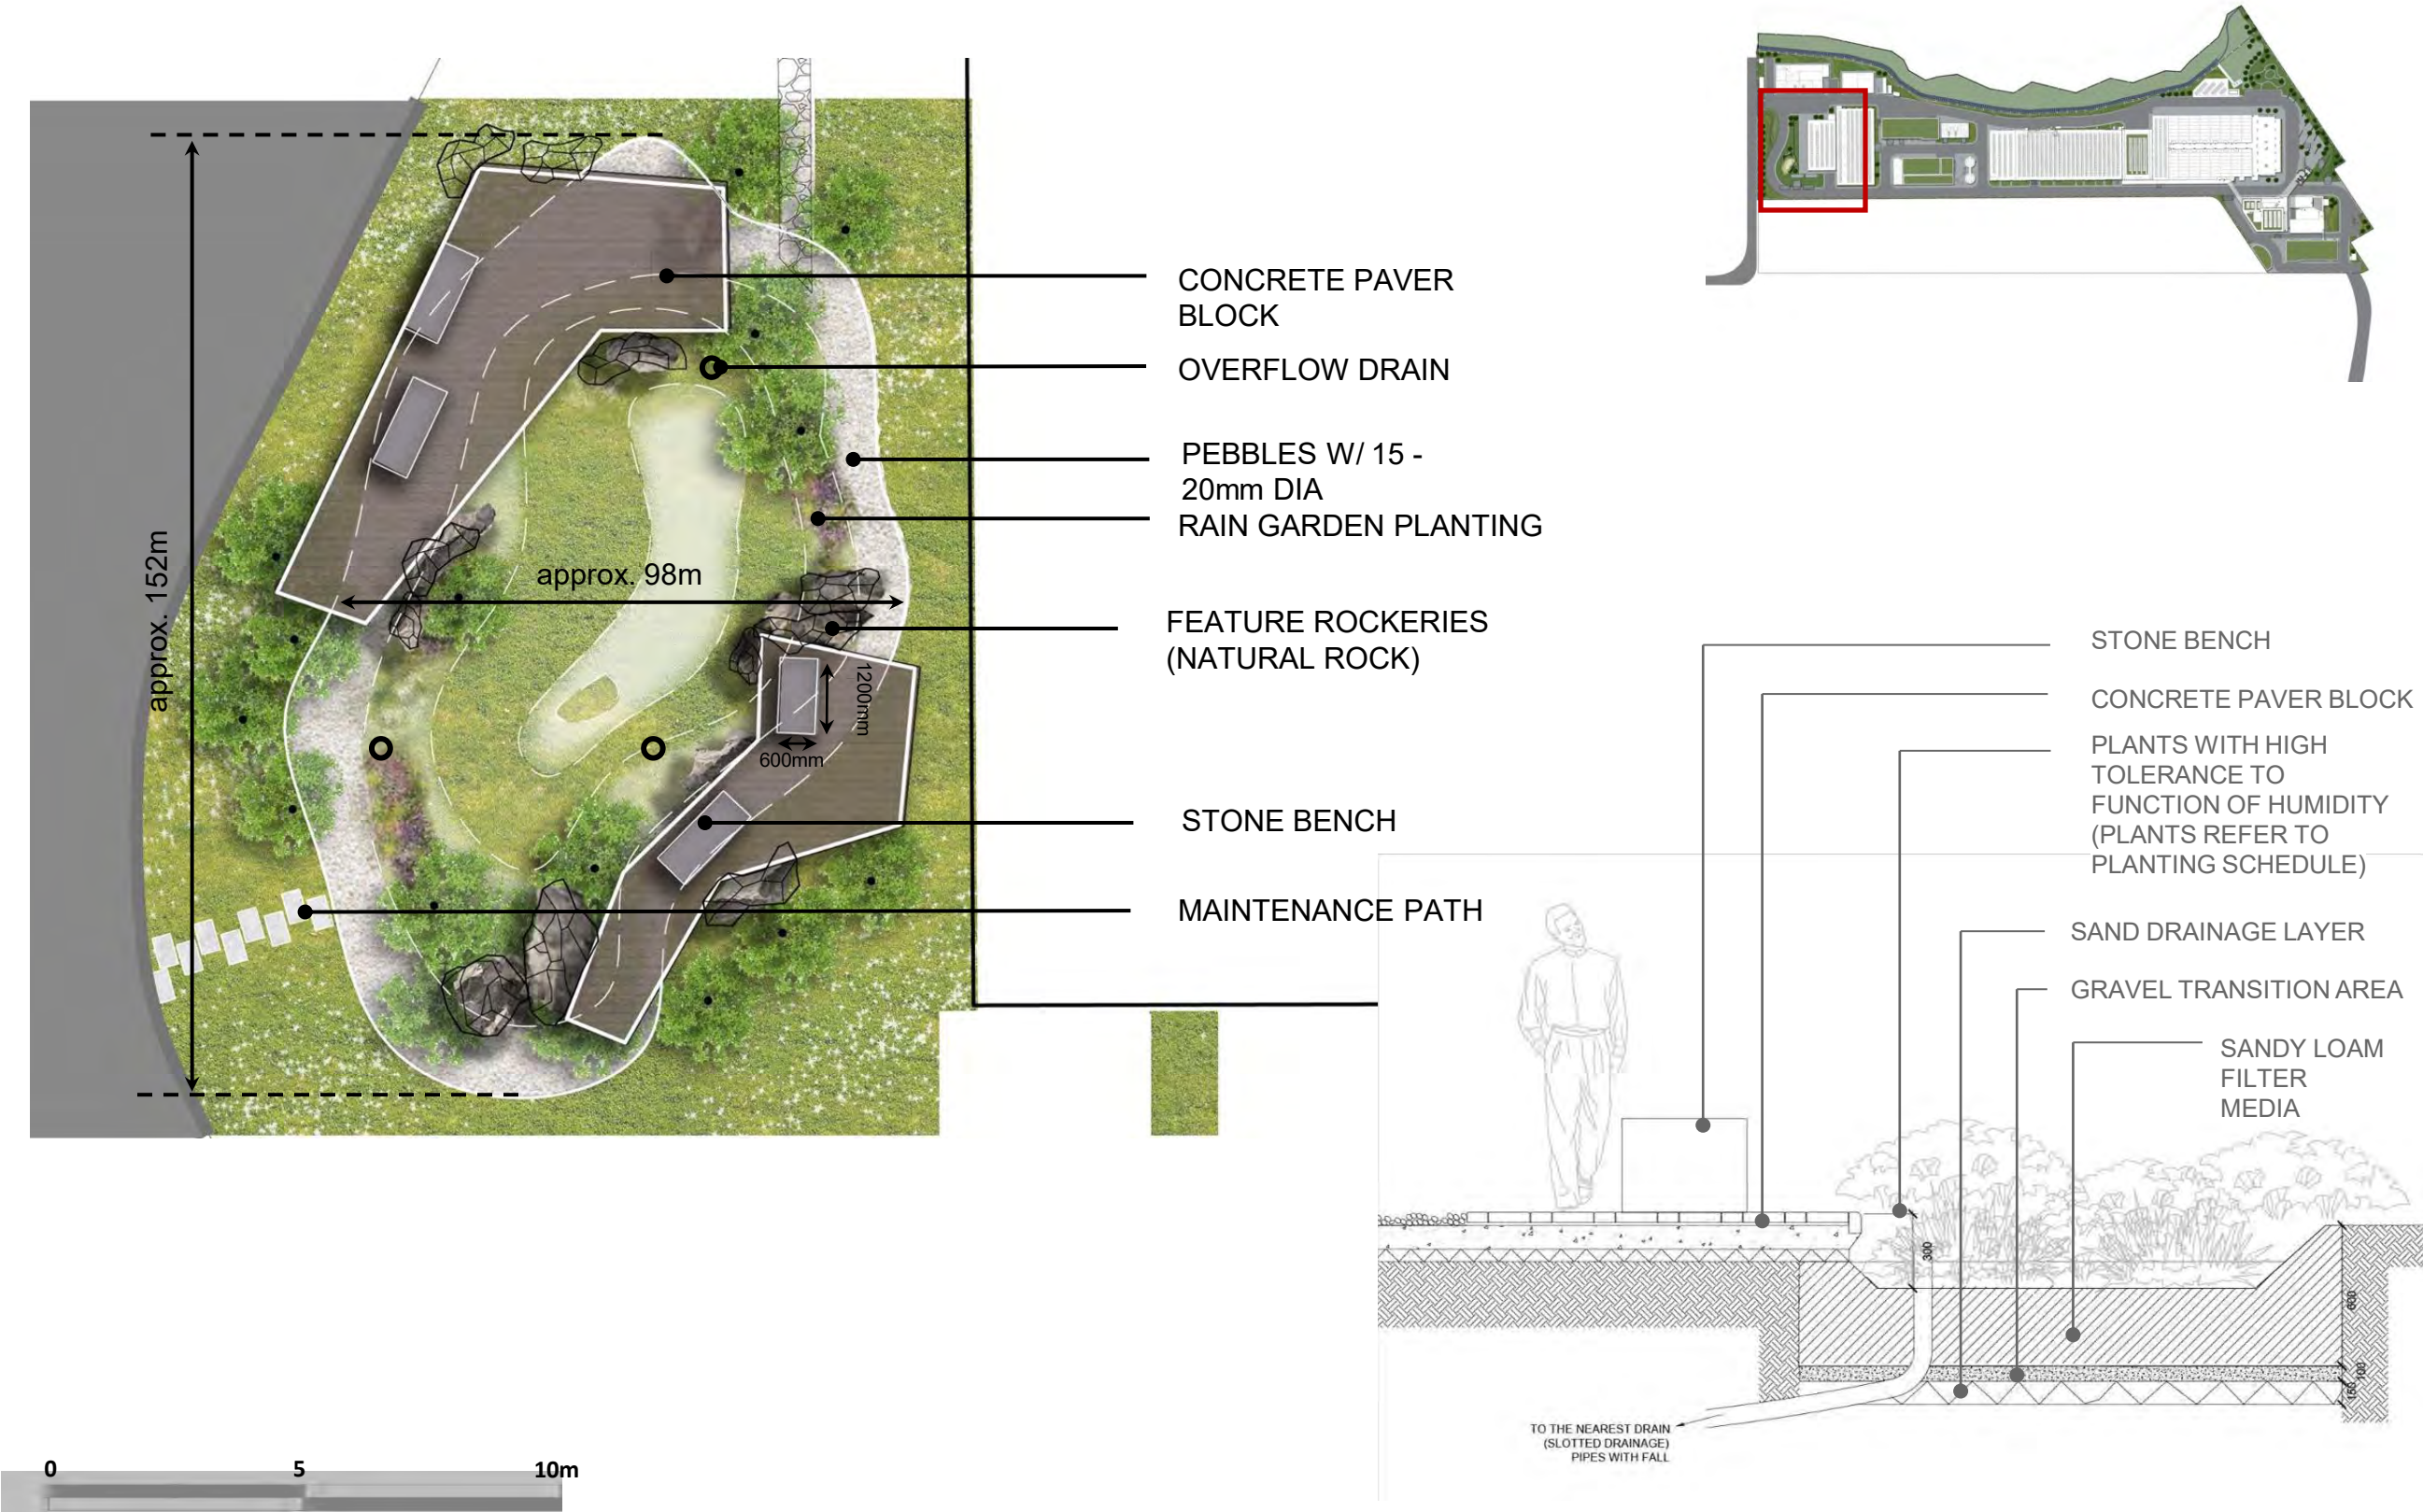 CONCRETE PAVER
BLOCK
OVERFLOW DRAIN
PEBBLES W/ 15 -
20mm DIA
RAIN GARDEN PLANTING
approx. 152m
approx. 98m
FEATURE ROCKERIES
(NATURAL ROCK)
1200mm
600mm
STONE BENCH
MAINTENANCE PATH
STONE BENCH
CONCRETE PAVER BLOCK
PLANTS WITH HIGH
TOLERANCE TO
FUNCTION OF HUMIDITY
(PLANTS REFER TO
PLANTING SCHEDULE)
SAND DRAINAGE LAYER
GRAVEL TRANSITION AREA
SANDY LOAM
FILTER
MEDIA
300
600
100
150
TO THE NEAREST DRAIN
(SLOTTED DRAINAGE)
PIPES WITH FALL
0 5 10m